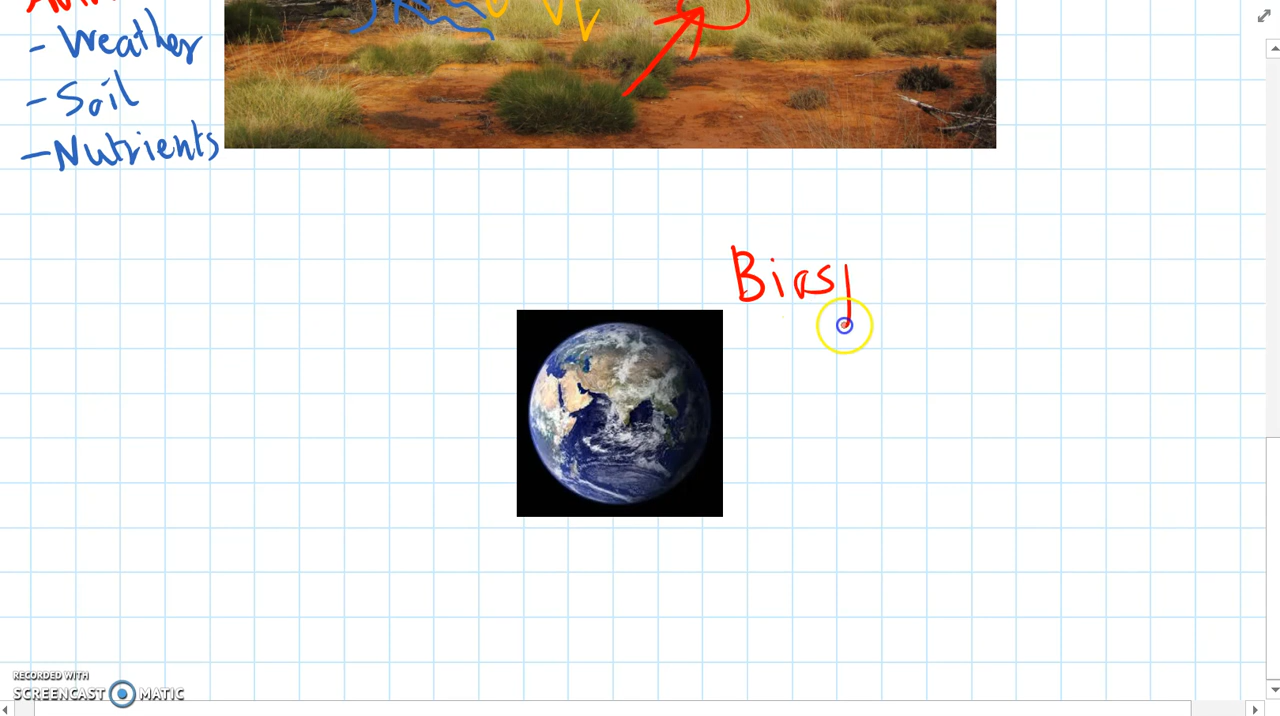 - Weather
- Soil
- Nutrients
Bios
RECORDED WITH
SCREENCAST MATIC